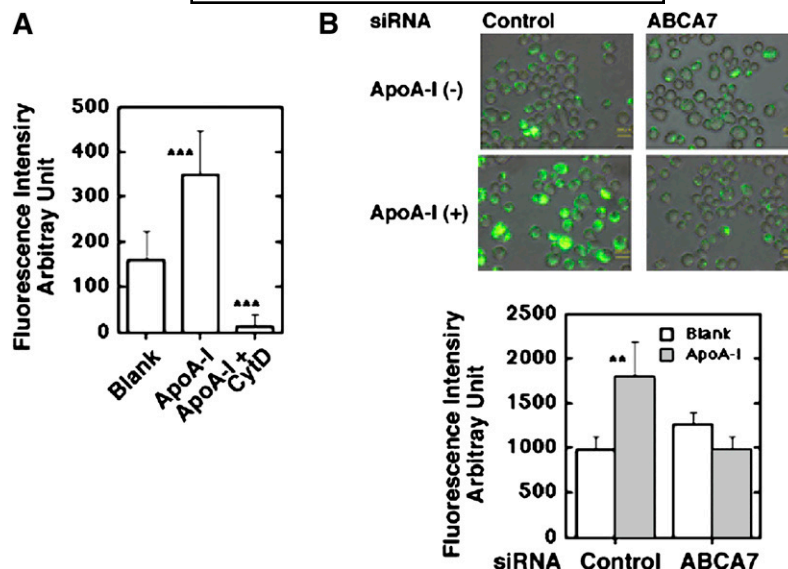 A
Fluorescence Intensiry
Arbitray Unit
500
400
300
200
100
0
▲▲▲
▲▲▲
Blank
ApoA-I
ApoA-I +
CytD
B
siRNA Control ABCA7
ApoA-I (-)
ApoA-I (+)
Fluorescence Intensiry
Arbitray Unit
2500
2000
1500
1000
500
0
▲▲
Blank
ApoA-I
siRNA Control ABCA7